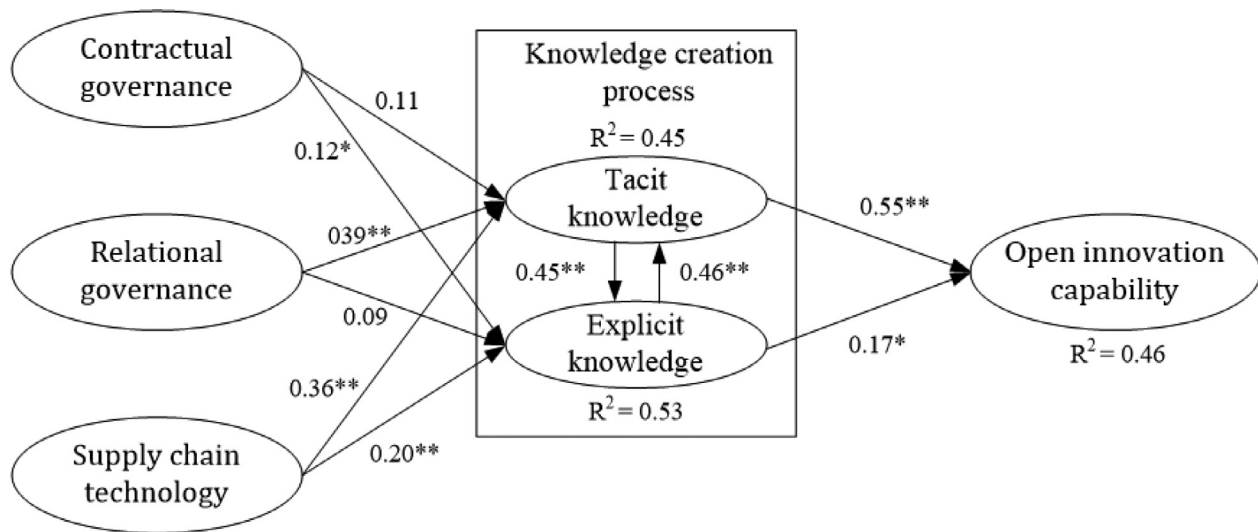 Contractual
governance
Knowledge creation
process
R² = 0.45
0.11
0.12*
Tacit
knowledge
0.55**
Relational
governance
039**
0.45**
0.46**
Open innovation
capability
R² = 0.46
0.09
Explicit
knowledge
0.17*
0.36**
R² = 0.53
Supply chain
technology
0.20**